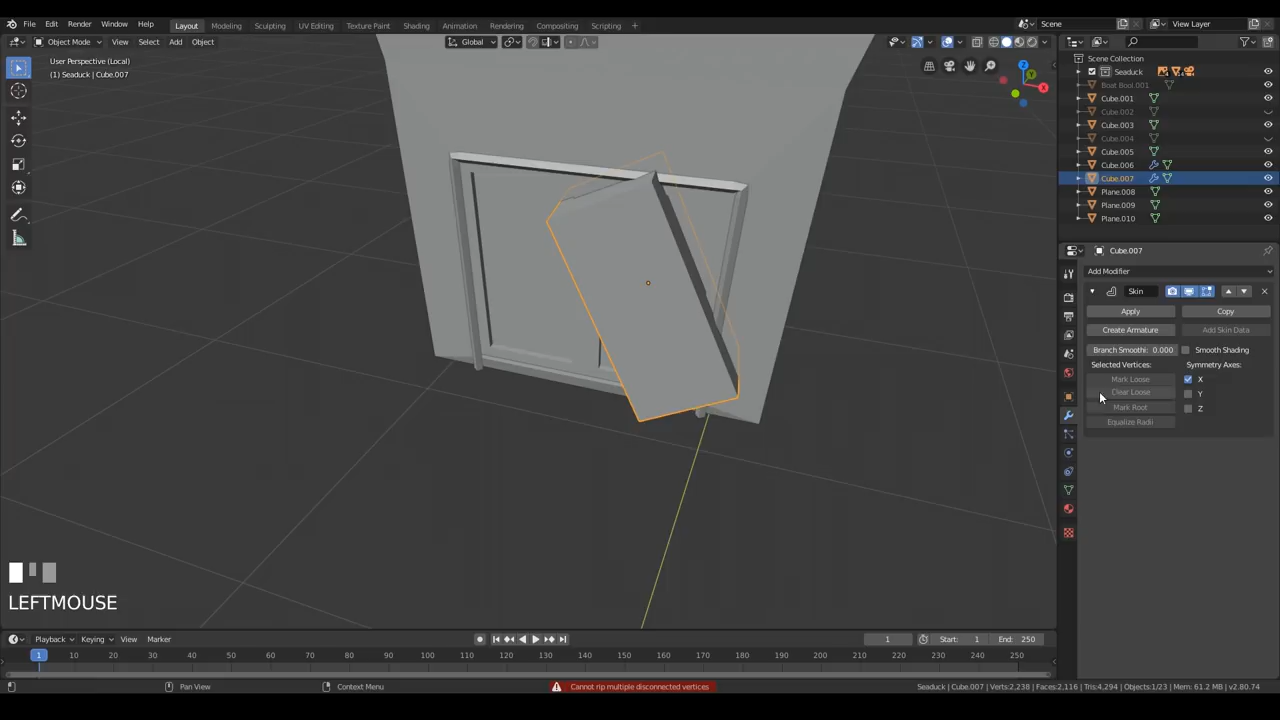 File Edit Render Window Help Layout Modeling Sculpting UV Editing Texture Paint Shading Animation Rendering Compositing Scripting + Scene View Layer
Object Mode View Select Add Object Global
User Perspective (Local)
(1) Seaduck | Cube.007
Z
Y
X
Scene Collection
Seaduck
Boat Bool.001
Cube.001
Cube.002
Cube.003
Cube.004
Cube.005
Cube.006
Cube.007
Plane.008
Plane.009
Plane.010
Cube.007
Add Modifier
Skin
Apply Copy
Create Armature Add Skin Data
Branch Smoothi: 0.000 Smooth Shading
Selected Vertices: Symmetry Axes:
Mark Loose X
Clear Loose Y
Mark Root Z
Equalize Radii
LEFTMOUSE
Playback Keying View Marker 1 Start: 1 End: 250
1 10 20 30 40 50 60 70 80 90 100 110 120 130 140 150 160 170 180 190 200 210 220 230 240 250
Pan View Context Menu Cannot rip multiple disconnected vertices Seaduck | Cube.007 | Verts:2,238 | Faces:2,116 | Tris:4,294 | Objects:1/23 | Mem: 61.2 MB | v2.80.74